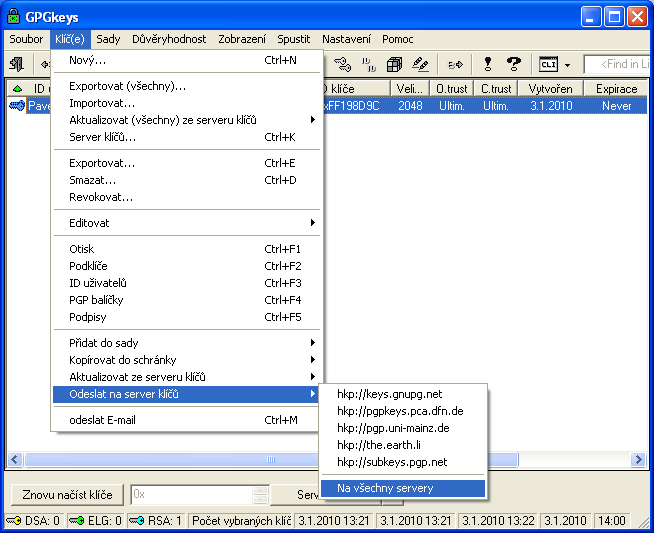 GPGkeys
Soubor Klíč(e) Sady Důvěryhodnost Zobrazení Spustit Nastavení Pomoc
CLI <Find in Li
ID klíče Veli... O.trust C.trust Vytvořen Expirace
Pave xFF198D9C 2048 Ultim. Ultim. 3.1.2010 Never
Nový... Ctrl+N
Exportovat (všechny)...
Importovat...
Aktualizovat (všechny) ze serveru klíčů
Server klíčů... Ctrl+K
Exportovat... Ctrl+E
Smazat... Ctrl+D
Revokovat...
Editovat
Otisk Ctrl+F1
Podklíče Ctrl+F2
ID uživatelů Ctrl+F3
PGP balíčky Ctrl+F4
Podpisy Ctrl+F5
Přidat do sady
Kopírovat do schránky
Aktualizovat ze serveru klíčů
Odeslat na server klíčů
odeslat E-mail Ctrl+M
hkp://keys.gnupg.net
hkp://pgpkeys.pca.dfn.de
hkp://pgp.uni-mainz.de
hkp://the.earth.li
hkp://subkeys.pgp.net
Na všechny servery
Znovu načíst klíče 0x Serv
DSA: 0 ELG: 0 RSA: 1 Počet vybraných klíč 3.1.2010 13:21 3.1.2010 13:21 3.1.2010 13:22 3.1.2010 14:00